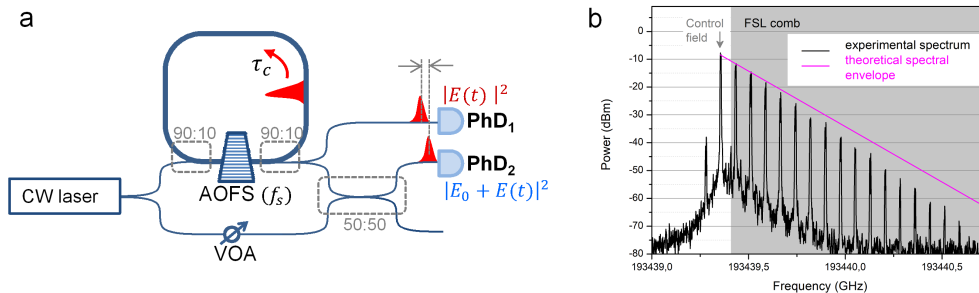 a
τc
|E(t) |²
PhD₁
90:10
90:10
PhD₂
CW laser
AOFS (fs)
|E₀ + E(t)|²
50:50
VOA
b
Control
field
FSL comb
experimental spectrum
theoretical spectral
envelope
Power (dBm)
0
-10
-20
-30
-40
-50
-60
-70
-80
193439,0
193439,5
193440,0
193440,5
Frequency (GHz)